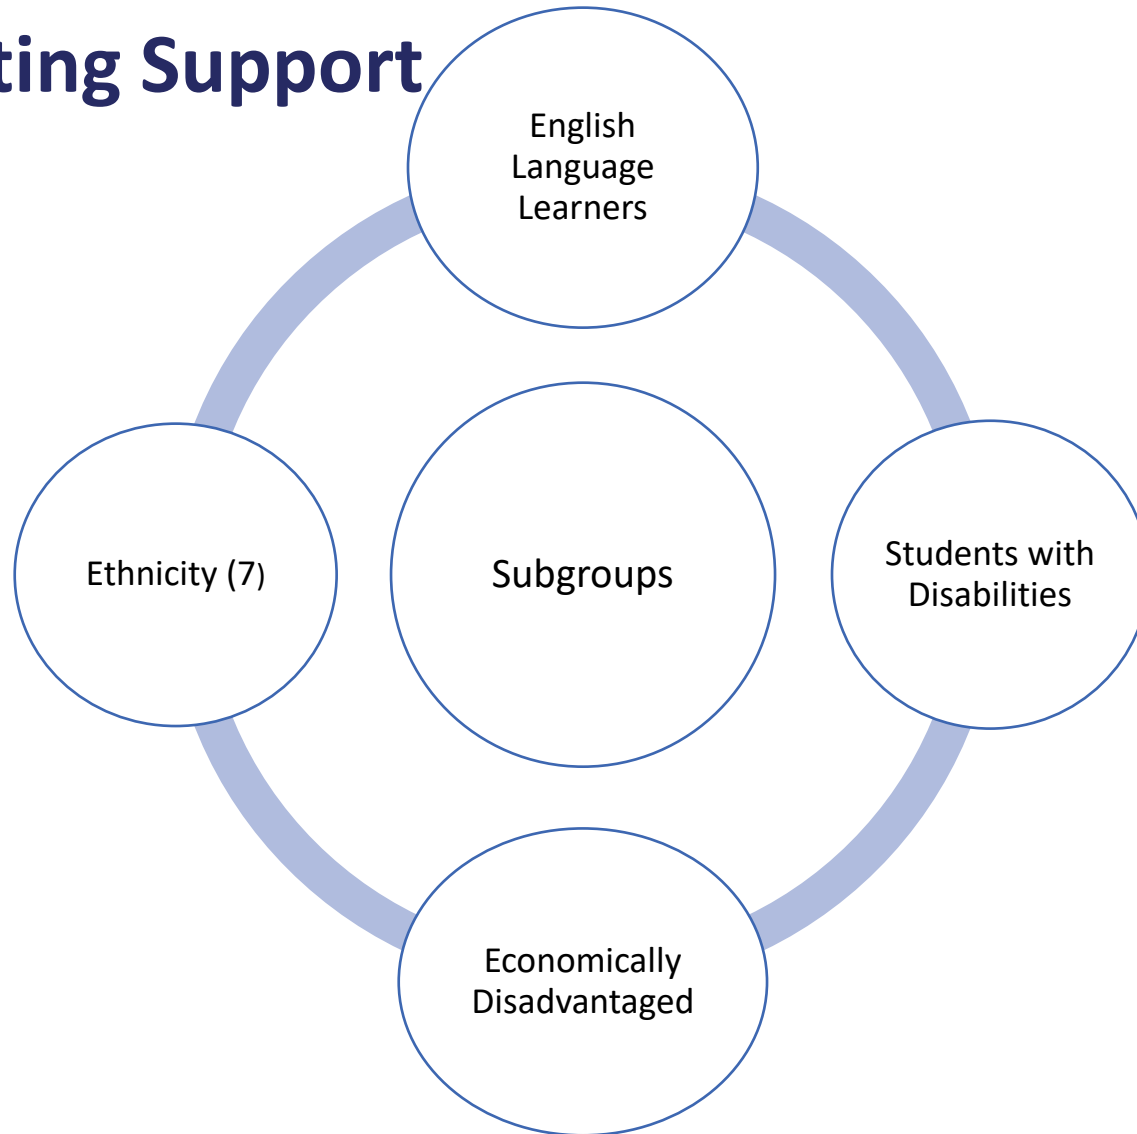 ting Support
English
Language
Learners
Ethnicity (7)
Subgroups
Students with
Disabilities
Economically
Disadvantaged